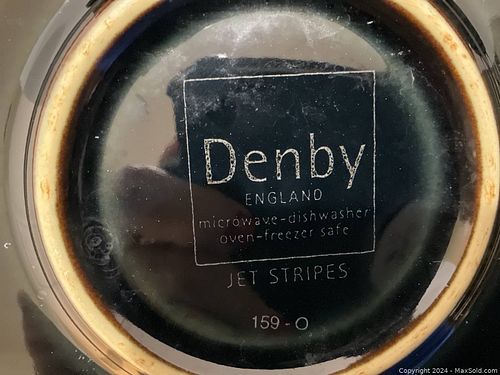 Denby
ENGLAND
microwave-dishwasher
oven-freezer safe
JET STRIPES
159-O
Copyright 2024 - MaxSold.com